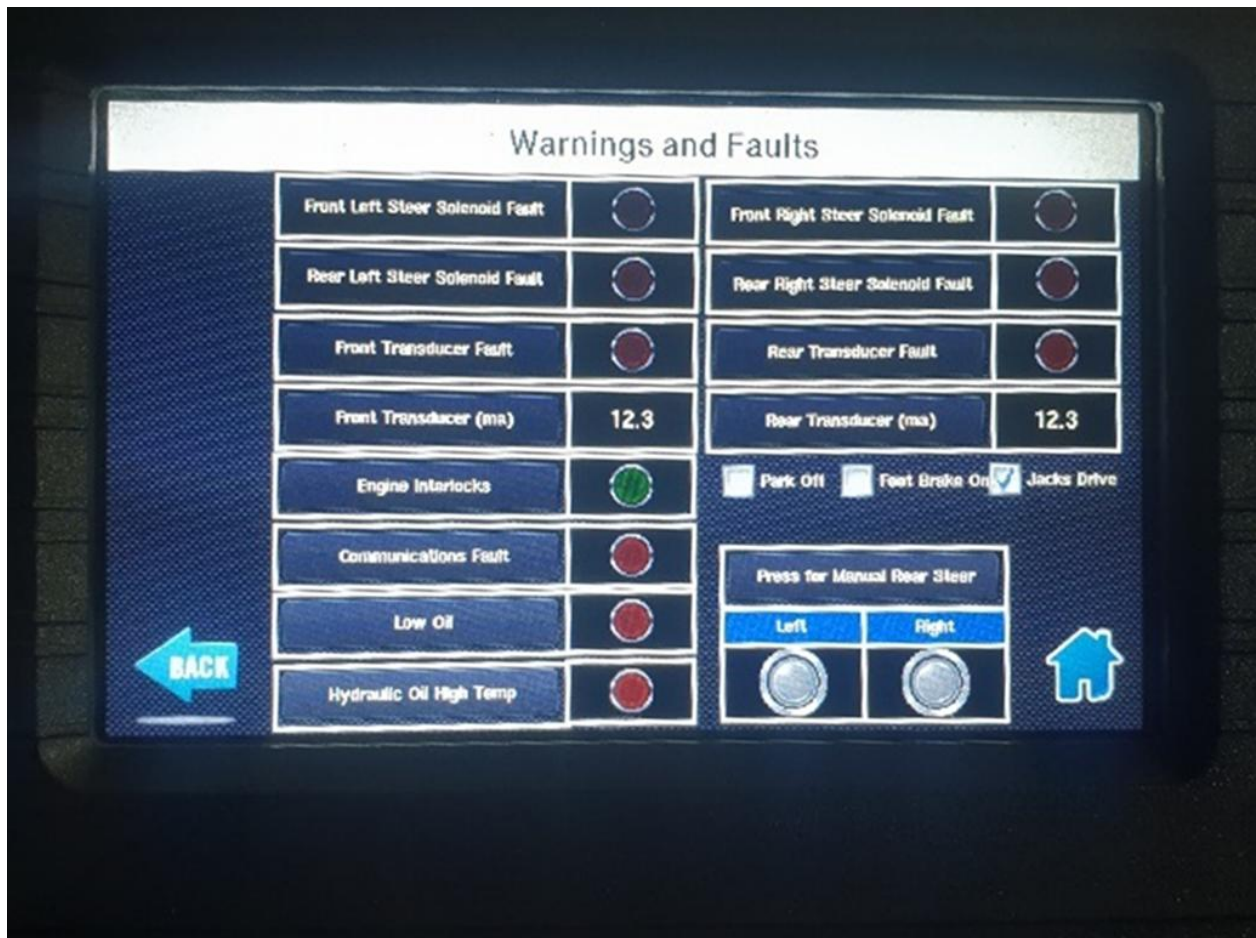 Warnings and Faults
Front Left Steer Solenoid Fault
Front Right Steer Solenoid Fault
Rear Left Steer Solenoid Fault
Rear Right Steer Solenoid Fault
Front Transducer Fault
Rear Transducer Fault
Front Transducer (ma) 12.3
Rear Transducer (ma) 12.3
Engine Interlocks
Park Off Foot Brake On Jacks Drive
Communications Fault
Press for Manual Rear Steer
Low Oil
Left Right
BACK
Hydraulic Oil High Temp